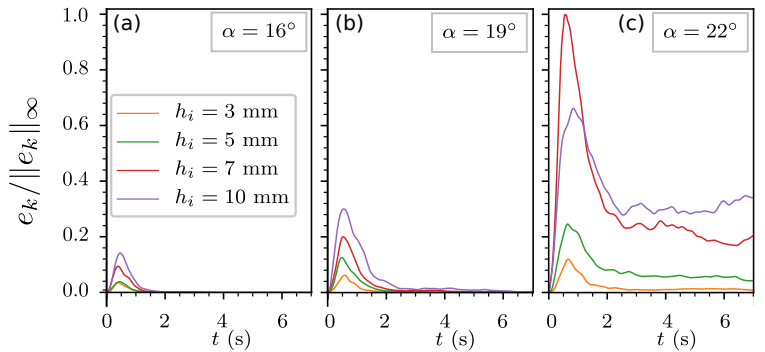 (a) α = 16°
(b) α = 19°
(c) α = 22°
e_k/||e_k||_∞
1.0
0.8
0.6
0.4
0.2
0.0
h_i = 3 mm
h_i = 5 mm
h_i = 7 mm
h_i = 10 mm
0 2 4 6
0 2 4 6
0 2 4 6
t (s)
t (s)
t (s)